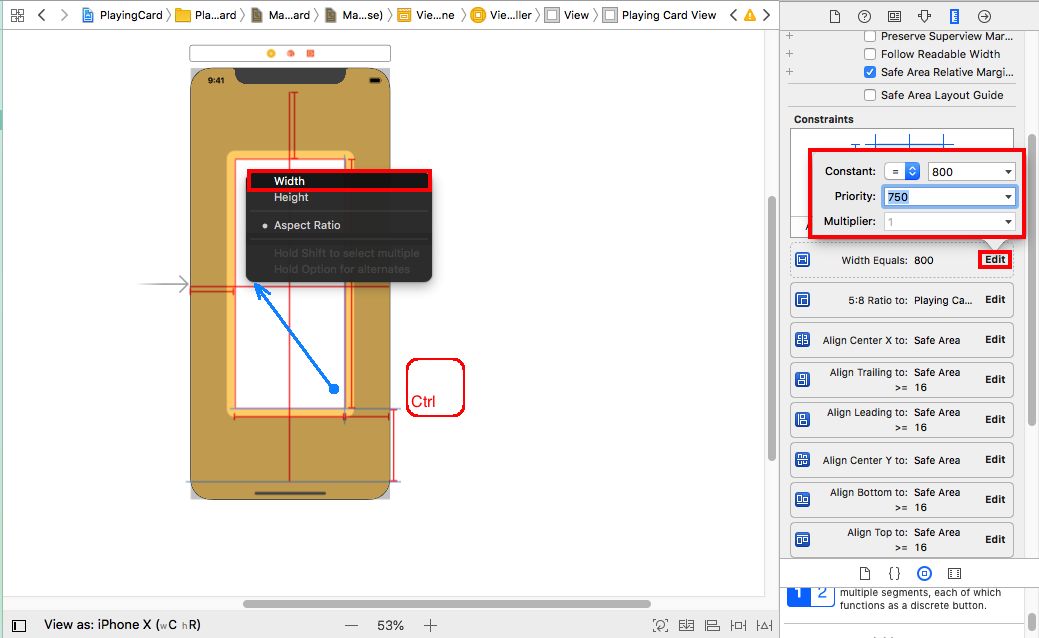 PlayingCard
Pla...ard
Ma...ard
Ma...se)
Vie...ne
Vie...ller
View
Playing Card View
Preserve Superview Mar...
Follow Readable Width
Safe Area Relative Margi...
Safe Area Layout Guide
Constraints
9:41
Width
Height
Aspect Ratio
Hold Shift to select multiple
Hold Option for alternates
Ctrl
Constant: = 800
Priority: 750
Multiplier: 1
Width Equals: 800 Edit
5:8 Ratio to: Playing Ca... Edit
Align Center X to: Safe Area Edit
Align Trailing to: Safe Area Edit
>= 16
Align Leading to: Safe Area Edit
>= 16
Align Center Y to: Safe Area Edit
Align Bottom to: Safe Area Edit
>= 16
Align Top to: Safe Area Edit
>= 16
{ }
1 2
multiple segments, each of which
functions as a discrete button.
View as: iPhone X (wC hR)
53%